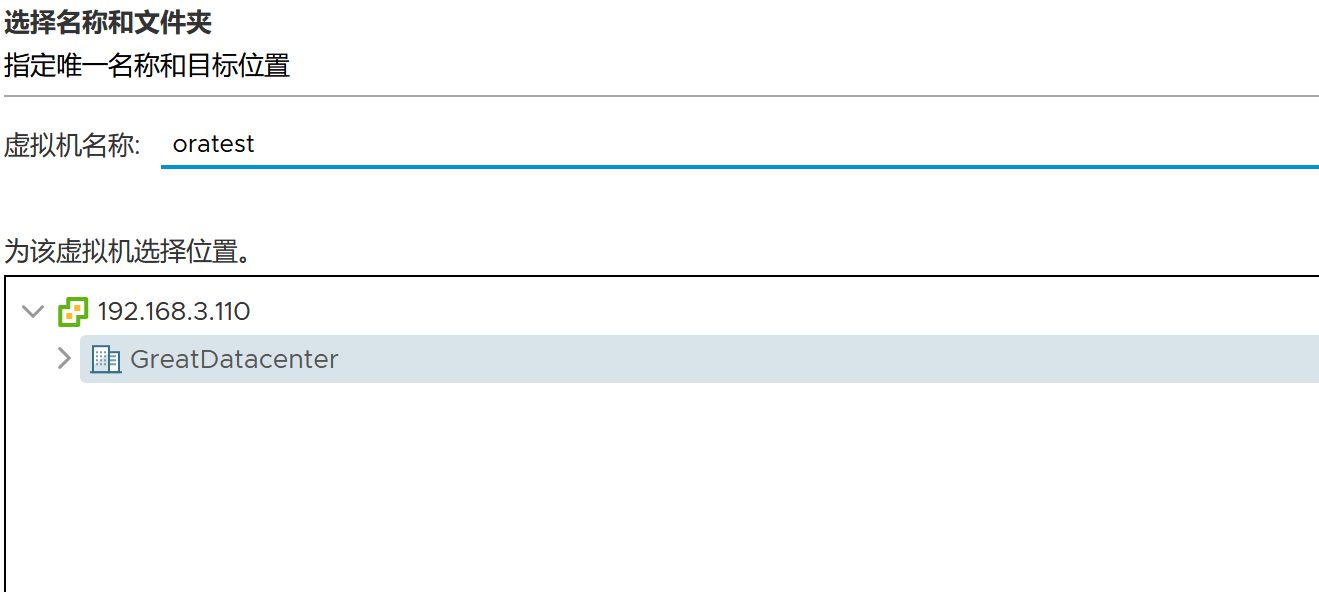 选择名称和文件夹
指定唯一名称和目标位置
虚拟机名称: oratest
为该虚拟机选择位置。
192.168.3.110
GreatDatacenter